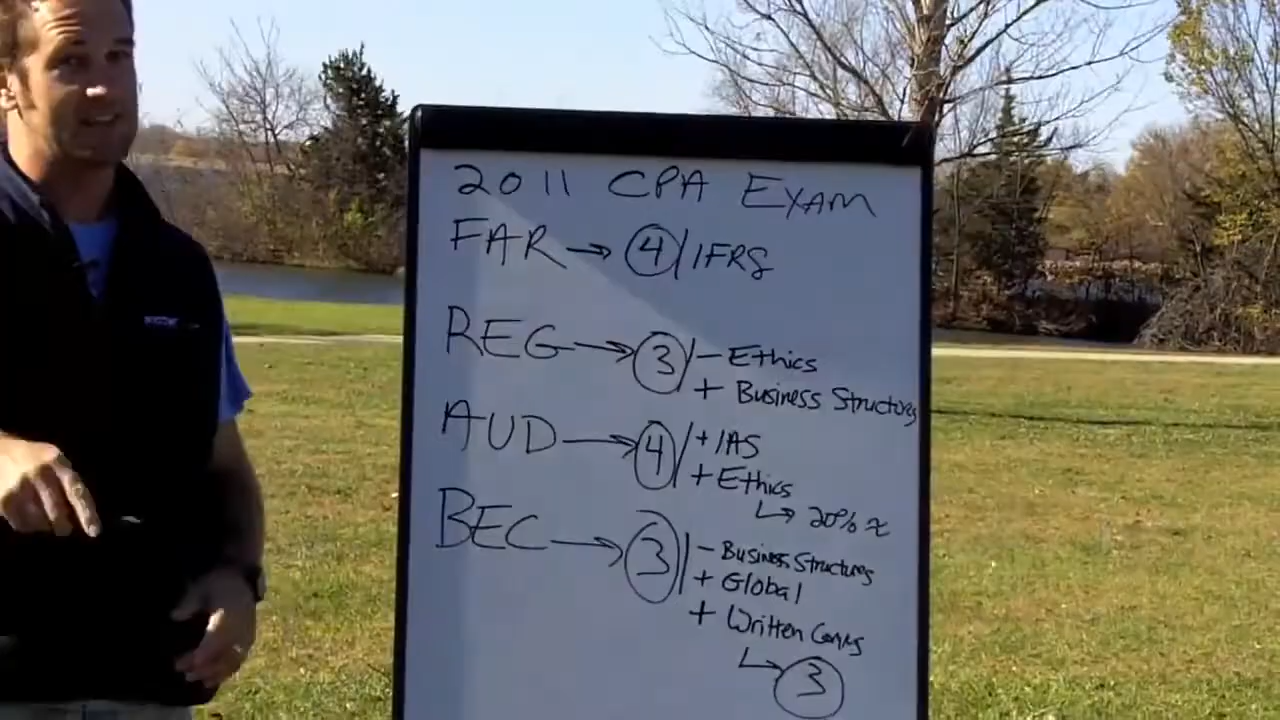 2011 CPA EXAM
FAR → 4 / IFRS
REG → 3 / - Ethics
+ Business Structures
AUD → 4 / + IAS
+ Ethics
↳ 20% ≈
BEC → 3 / - Business Structures
+ Global
+ Written Comms
↳ 3